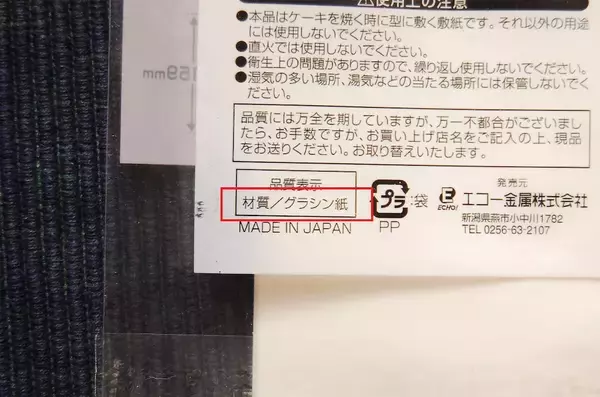 ⚠使用上の注意
●本品はケーキを焼く時に型に敷く敷紙です。それ以外の用途
には使用しないでください。
●直火では使用しないでください。
●衛生上の問題がありますので、繰り返し使用しないでください。
●湿気の多い場所、湯気などの当たる場所には保管しないでく
ださい。
品質には万全を期していますが、万一不都合がございまし
たら、お手数ですが、お買い上げ店名をご記入の上、現品
をお送りください。お取り替えいたします。
品質表示
材質／グラシン紙
MADE IN JAPAN
プラ
:袋
PP
ECHO!
発売元
エコー金属株式会社
新潟県燕市小中川1782
TEL 0256-63-2107
69mm